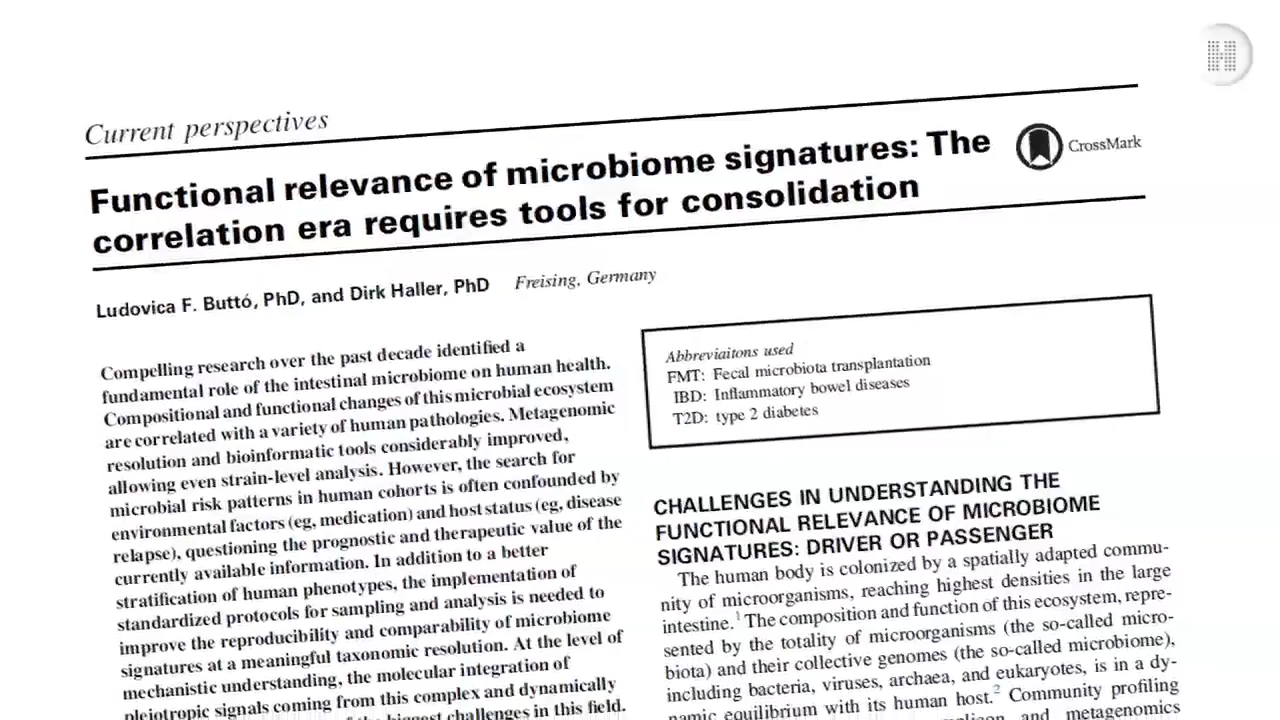 H
Current perspectives
Functional relevance of microbiome signatures: The
correlation era requires tools for consolidation
CrossMark
Ludovica F. Buttó, PhD, and Dirk Haller, PhD Freising, Germany
Compelling research over the past decade identified a
fundamental role of the intestinal microbiome on human health.
Compositional and functional changes of this microbial ecosystem
are correlated with a variety of human pathologies. Metagenomic
resolution and bioinformatic tools considerably improved,
allowing even strain-level analysis. However, the search for
microbial risk patterns in human cohorts is often confounded by
environmental factors (eg, medication) and host status (eg, disease
relapse), questioning the prognostic and therapeutic value of the
currently available information. In addition to a better
stratification of human phenotypes, the implementation of
standardized protocols for sampling and analysis is needed to
improve the reproducibility and comparability of microbiome
signatures at a meaningful taxonomic resolution. At the level of
mechanistic understanding, the molecular integration of
pleiotropic signals coming from this complex and dynamically
biggest challenges in this field.
Abbreviaitons used
FMT: Fecal microbiota transplantation
IBD: Inflammatory bowel diseases
T2D: type 2 diabetes
CHALLENGES IN UNDERSTANDING THE
FUNCTIONAL RELEVANCE OF MICROBIOME
SIGNATURES: DRIVER OR PASSENGER
The human body is colonized by a spatially adapted commu-
nity of microorganisms, reaching highest densities in the large
intestine.1 The composition and function of this ecosystem, repre-
sented by the totality of microorganisms (the so-called micro-
biota) and their collective genomes (the so-called microbiome),
including bacteria, viruses, archaea, and eukaryotes, is in a dy-
namic equilibrium with its human host.2 Community profiling
and metagenomics